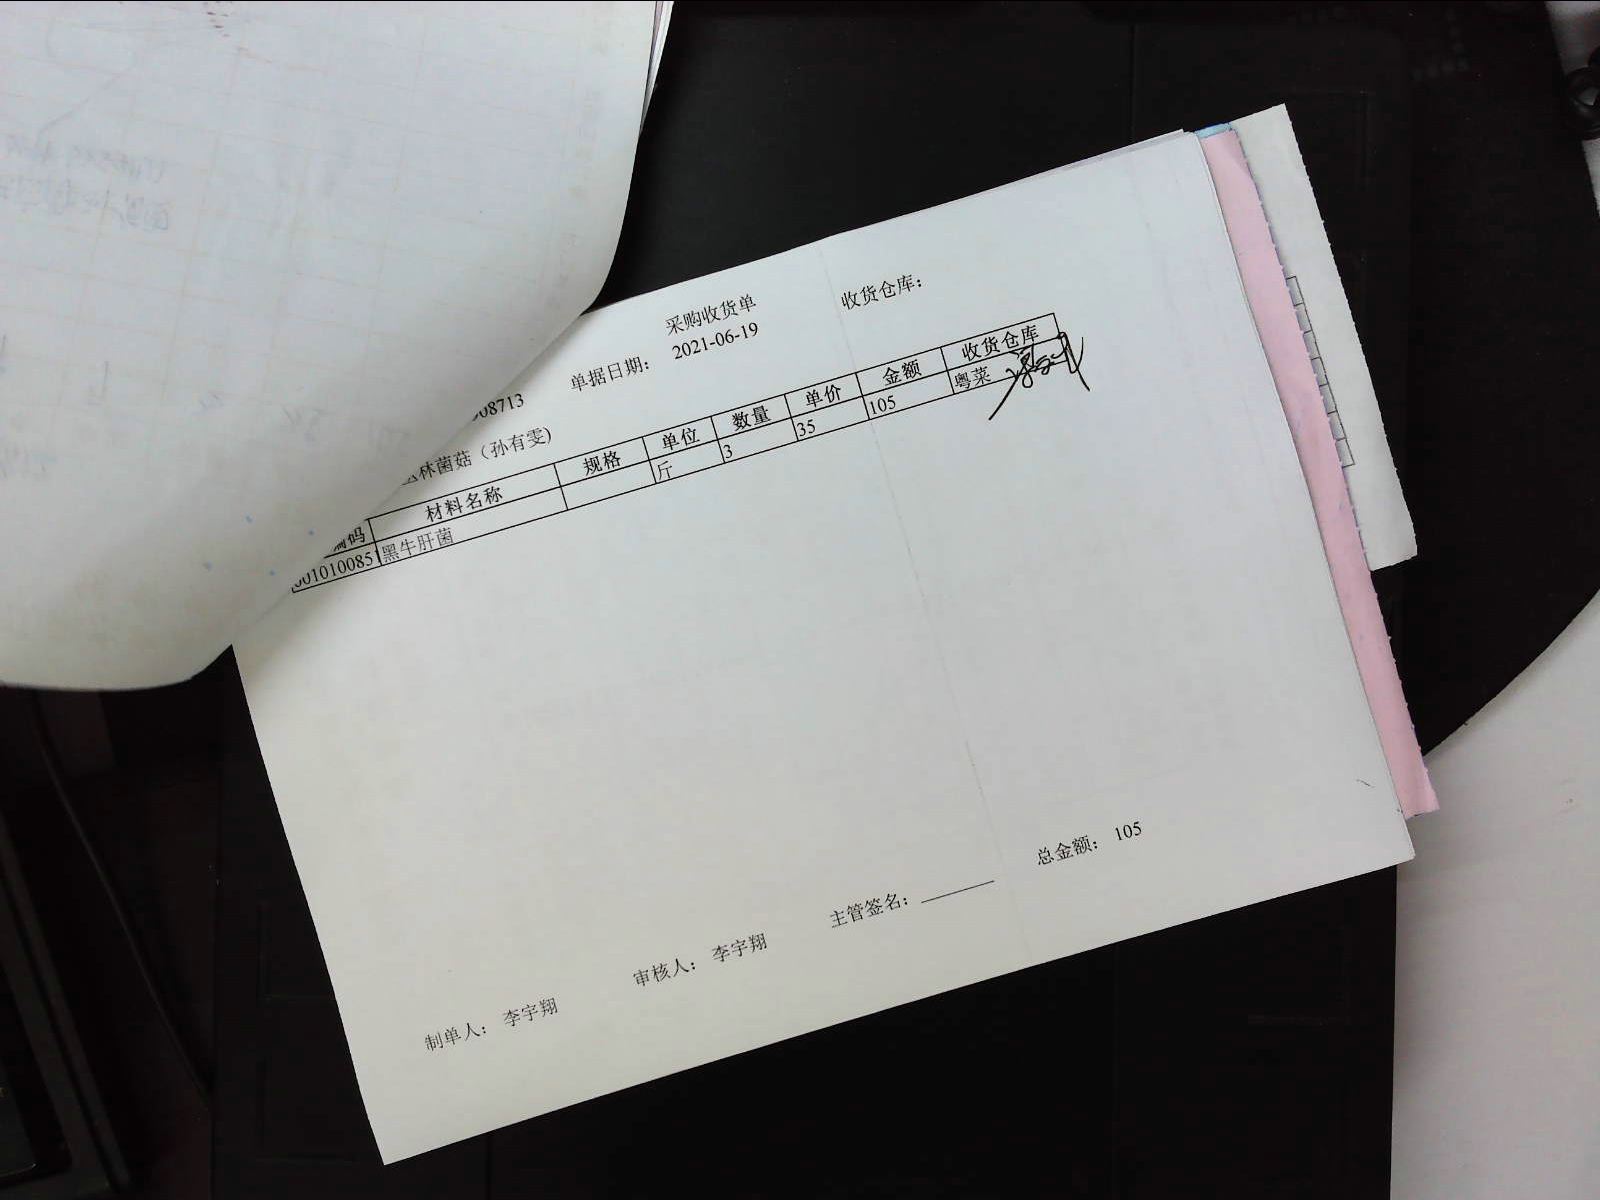 采购收货单
收货仓库：
单据日期： 2021-06-19
08713
林菌菇（孙有雯)
编码 材料名称 规格 单位 数量 单价 金额 收货仓库
01010085 黑牛肝菌 斤 3 35 105 粤菜
总金额： 105
主管签名：
审核人： 李宇翔
制单人： 李宇翔